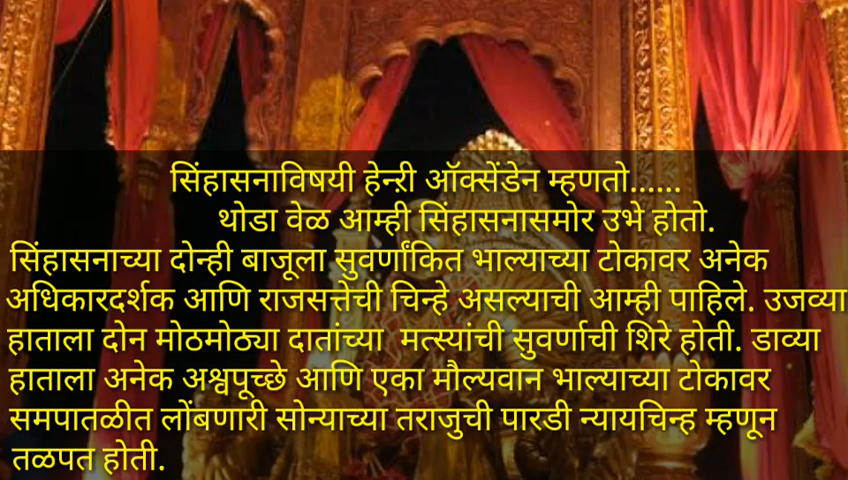 सिंहासनाविषयी हेन्ऱी ऑक्सेंडेन म्हणतो......
थोडा वेळ आम्ही सिंहासनासमोर उभे होतो.
सिंहासनाच्या दोन्ही बाजूला सुवर्णांकित भाल्याच्या टोकावर अनेक
अधिकारदर्शक आणि राजसत्तेची चिन्हे असल्याची आम्ही पाहिले. उजव्या
हाताला दोन मोठमोठ्या दातांच्या मत्स्यांची सुवर्णाची शिरे होती. डाव्या
हाताला अनेक अश्वपूच्छे आणि एका मौल्यवान भाल्याच्या टोकावर
समपातळीत लोंबणारी सोन्याच्या तराजुची पारडी न्यायचिन्ह म्हणून
तळपत होती.